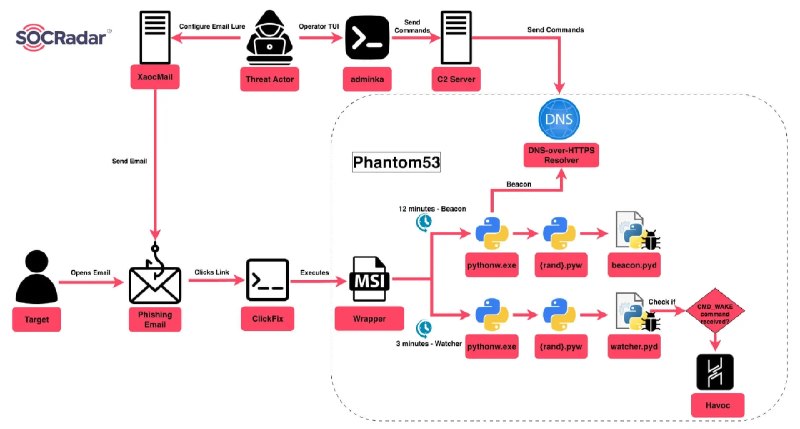 SOCRadar®
Configure Email Lure
Operator TUI
Send
Commands
Send Commands
XaocMail
Threat Actor
adminka
C2 Server
DNS
DNS-over-HTTPS
Resolver
Phantom53
Send Email
Beacon
12 minutes - Beacon
pythonw.exe
{rand}.pyw
beacon.pyd
Opens Email
Clicks Link
Executes
MSI
Target
Phishing
Email
ClickFix
Wrapper
3 minutes - Watcher
pythonw.exe
{rand}.pyw
watcher.pyd
Check if
CMD_WAKE
command
received?
Havoc